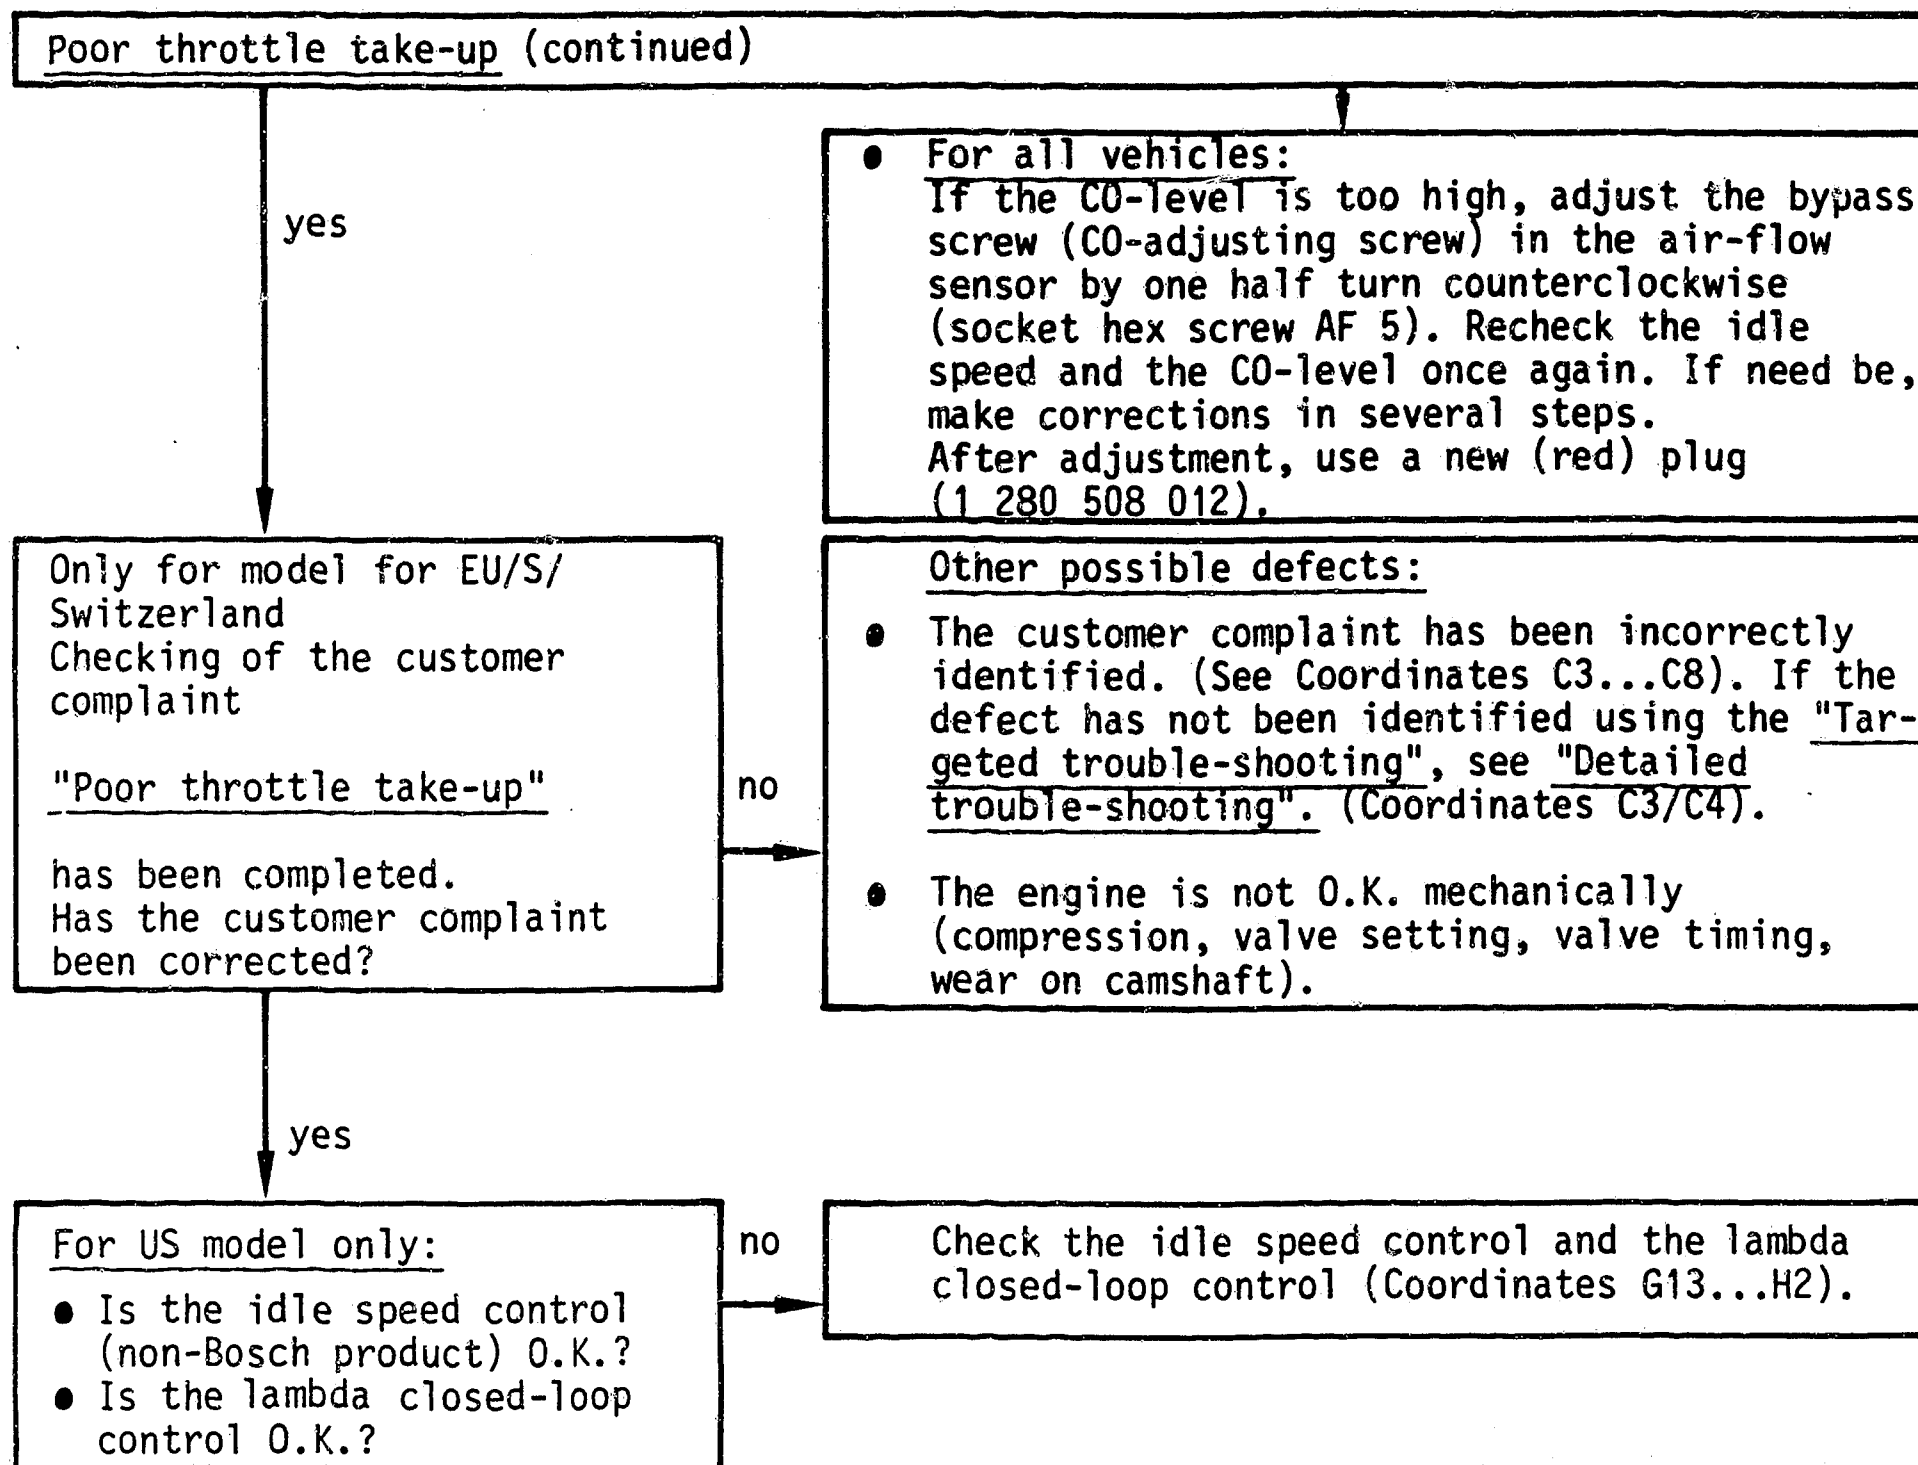 Poor throttle take-up (continued)
yes
● For all vehicles:
If the CO-level is too high, adjust the bypass
screw (CO-adjusting screw) in the air-flow
sensor by one half turn counterclockwise
(socket hex screw AF 5). Recheck the idle
speed and the CO-level once again. If need be,
make corrections in several steps.
After adjustment, use a new (red) plug
(1 280 508 012).
Only for model for EU/S/
Switzerland
Checking of the customer
complaint
"Poor throttle take-up"
has been completed.
Has the customer complaint
been corrected?
no
Other possible defects:
● The customer complaint has been incorrectly
identified. (See Coordinates C3...C8). If the
defect has not been identified using the "Tar-
geted trouble-shooting", see "Detailed
trouble-shooting". (Coordinates C3/C4).
● The engine is not O.K. mechanically
(compression, valve setting, valve timing,
wear on camshaft).
yes
For US model only:
● Is the idle speed control
(non-Bosch product) O.K.?
● Is the lambda closed-loop
control O.K.?
no
Check the idle speed control and the lambda
closed-loop control (Coordinates G13...H2).